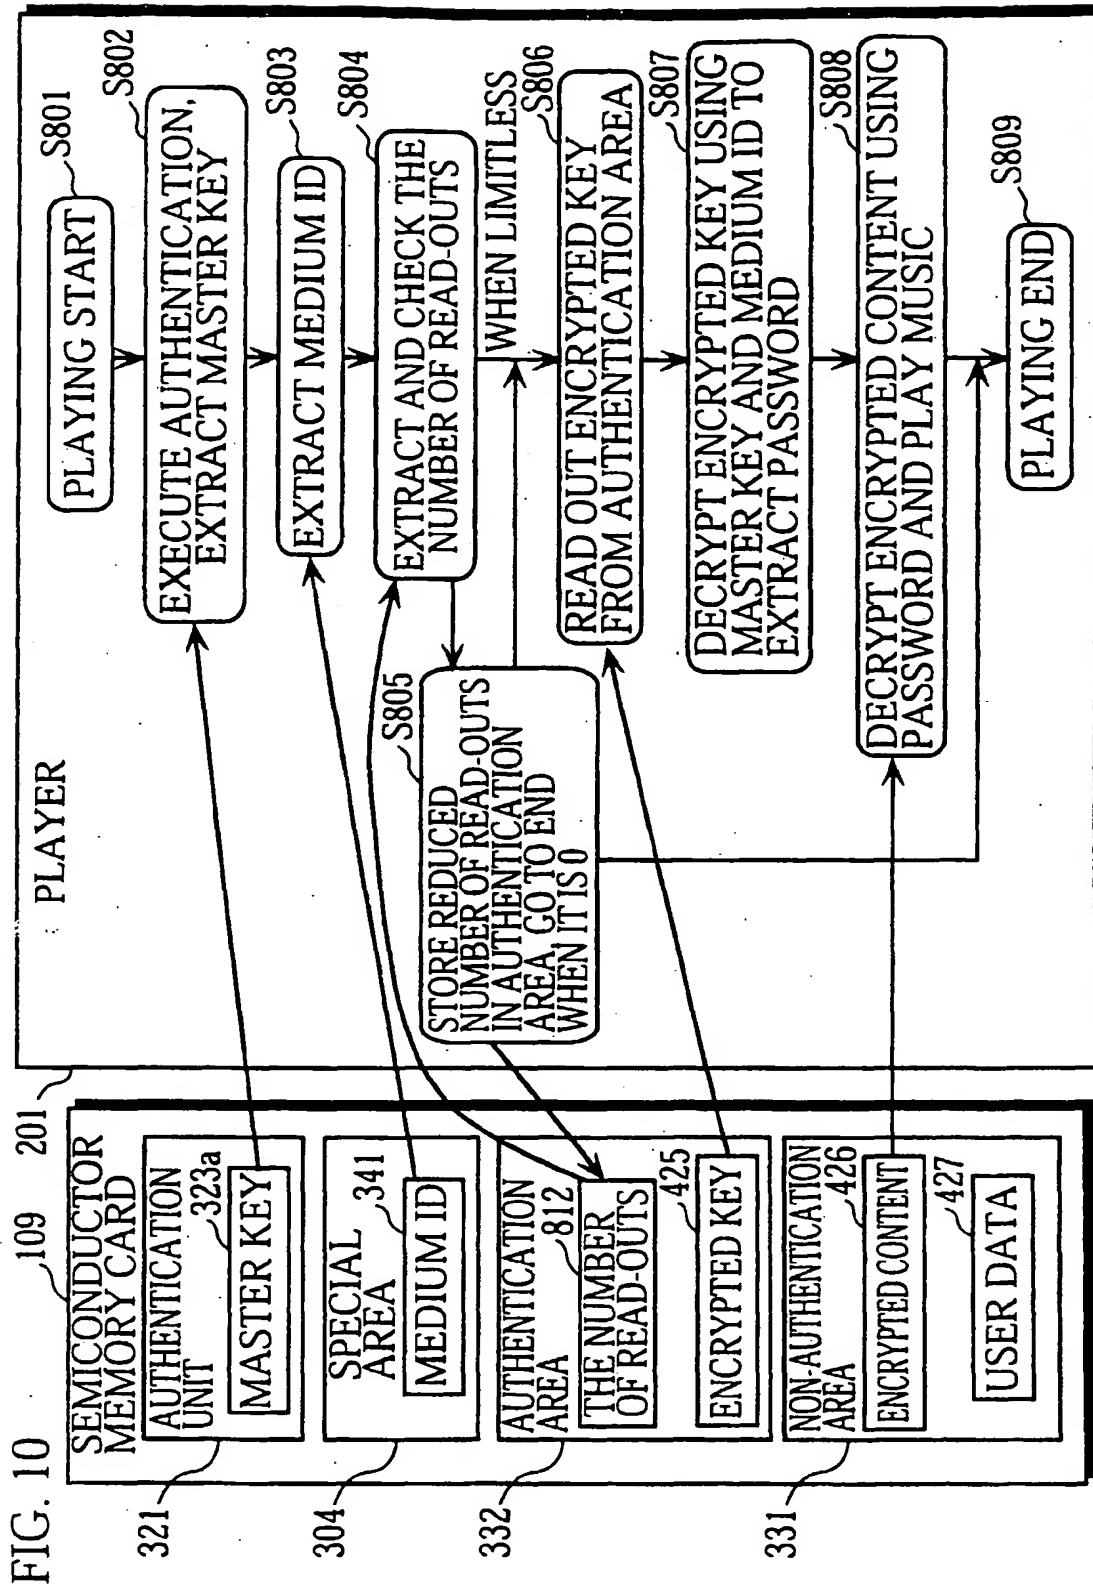 FIG. 10
SEMICONDUCTOR
MEMORY CARD
109
201
321
AUTHENTICATION
UNIT
323a
MASTER KEY
304
SPECIAL
AREA
341
MEDIUM ID
332
AUTHENTICATION
AREA
812
THE NUMBER
OF READ-OUTS
425
ENCRYPTED KEY
331
NON-AUTHENTICATION
AREA
426
ENCRYPTED CONTENT
427
USER DATA
PLAYER
PLAYING START
S801
EXECUTE AUTHENTICATION,
EXTRACT MASTER KEY
S802
EXTRACT MEDIUM ID
S803
EXTRACT AND CHECK THE
NUMBER OF READ-OUTS
S804
STORE REDUCED
NUMBER OF READ-OUTS
IN AUTHENTICATION
AREA. GO TO END
WHEN IT IS 0
S805
WHEN LIMITLESS
READ OUT ENCRYPTED KEY
FROM AUTHENTICATION AREA
S806
DECRYPT ENCRYPTED KEY USING
MASTER KEY AND MEDIUM ID TO
EXTRACT PASSWORD
S807
DECRYPT ENCRYPTED CONTENT USING
PASSWORD AND PLAY MUSIC
S808
PLAYING END
S809